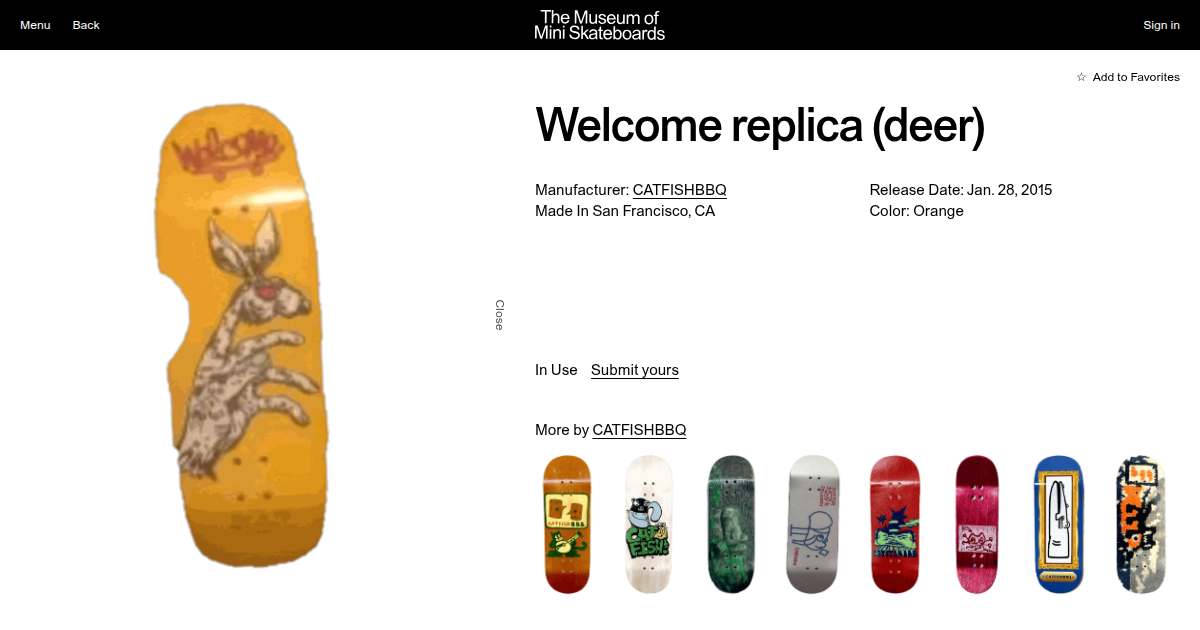 Menu
Back
The Museum of
Mini Skateboards
Sign in
☆ Add to Favorites
Welcome
Welcome replica (deer)
Manufacturer: CATFISHBBQ
Made In San Francisco, CA
Release Date: Jan. 28, 2015
Color: Orange
Close
In Use
Submit yours
More by CATFISHBBQ